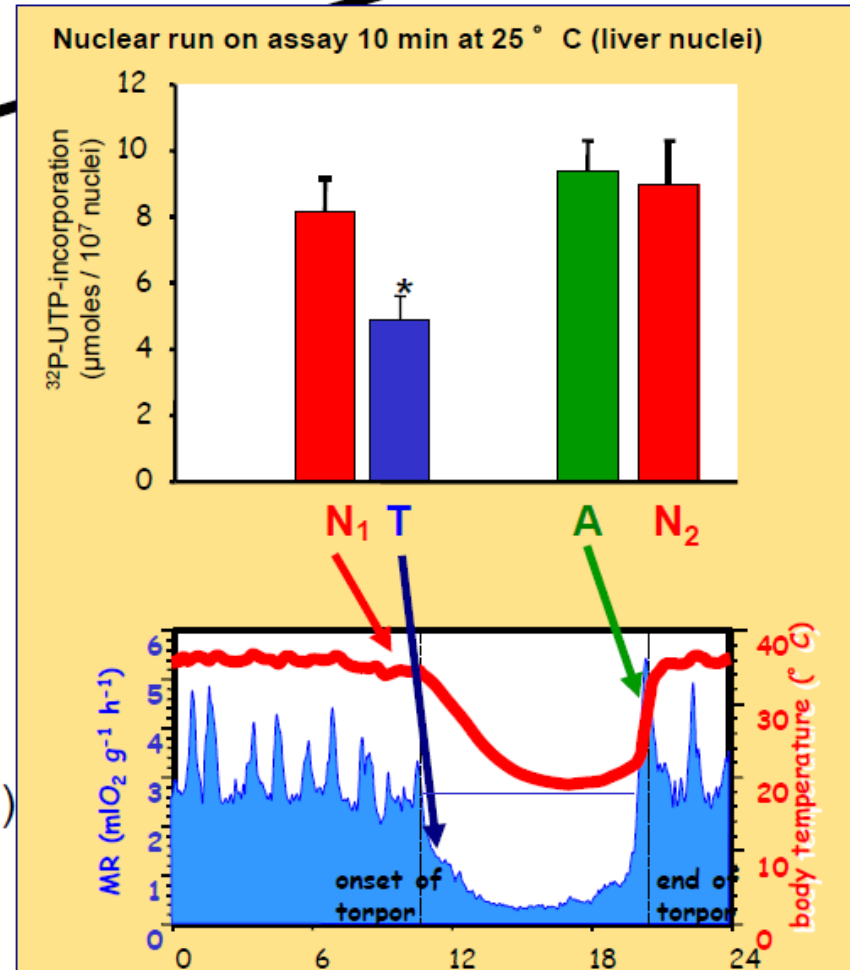 Nuclear run on assay 10 min at 25 ° C (liver nuclei)
12
10
8
6
4
2
0
³²P-UTP-incorporation
(µmoles / 10⁷ nuclei)
*
N₁ T A N₂
)
6
5
4
3
2
1
0
MR (mlO₂ g⁻¹ h⁻¹)
40
30
20
10
0
body temperature (° C)
onset of
torpor
end of
torpor
0 6 12 18 24